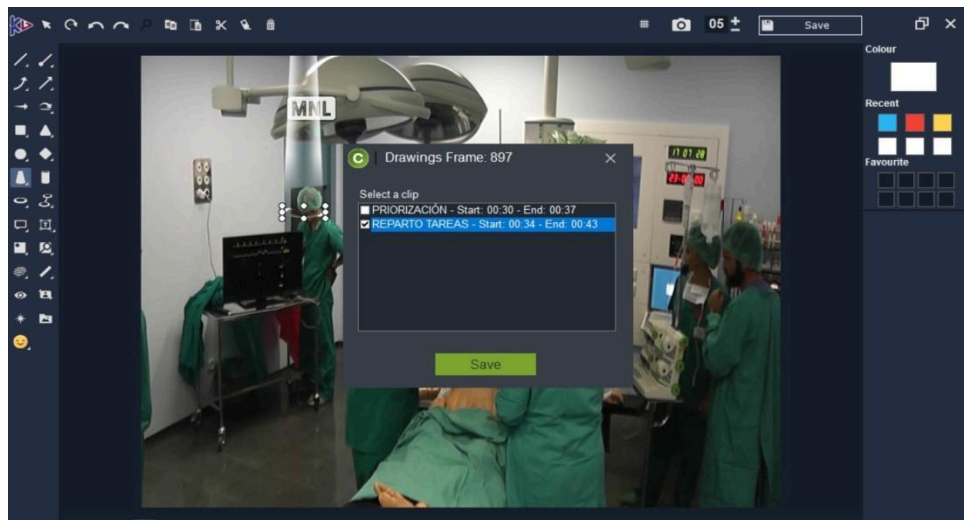 05
Save
Colour
Recent
Favourite
MNL
C
Drawings Frame: 897
Select a clip
PRIORIZACIÓN - Start: 00:30 - End: 00:37
REPARTO TAREAS - Start: 00:34 - End: 00:43
Save